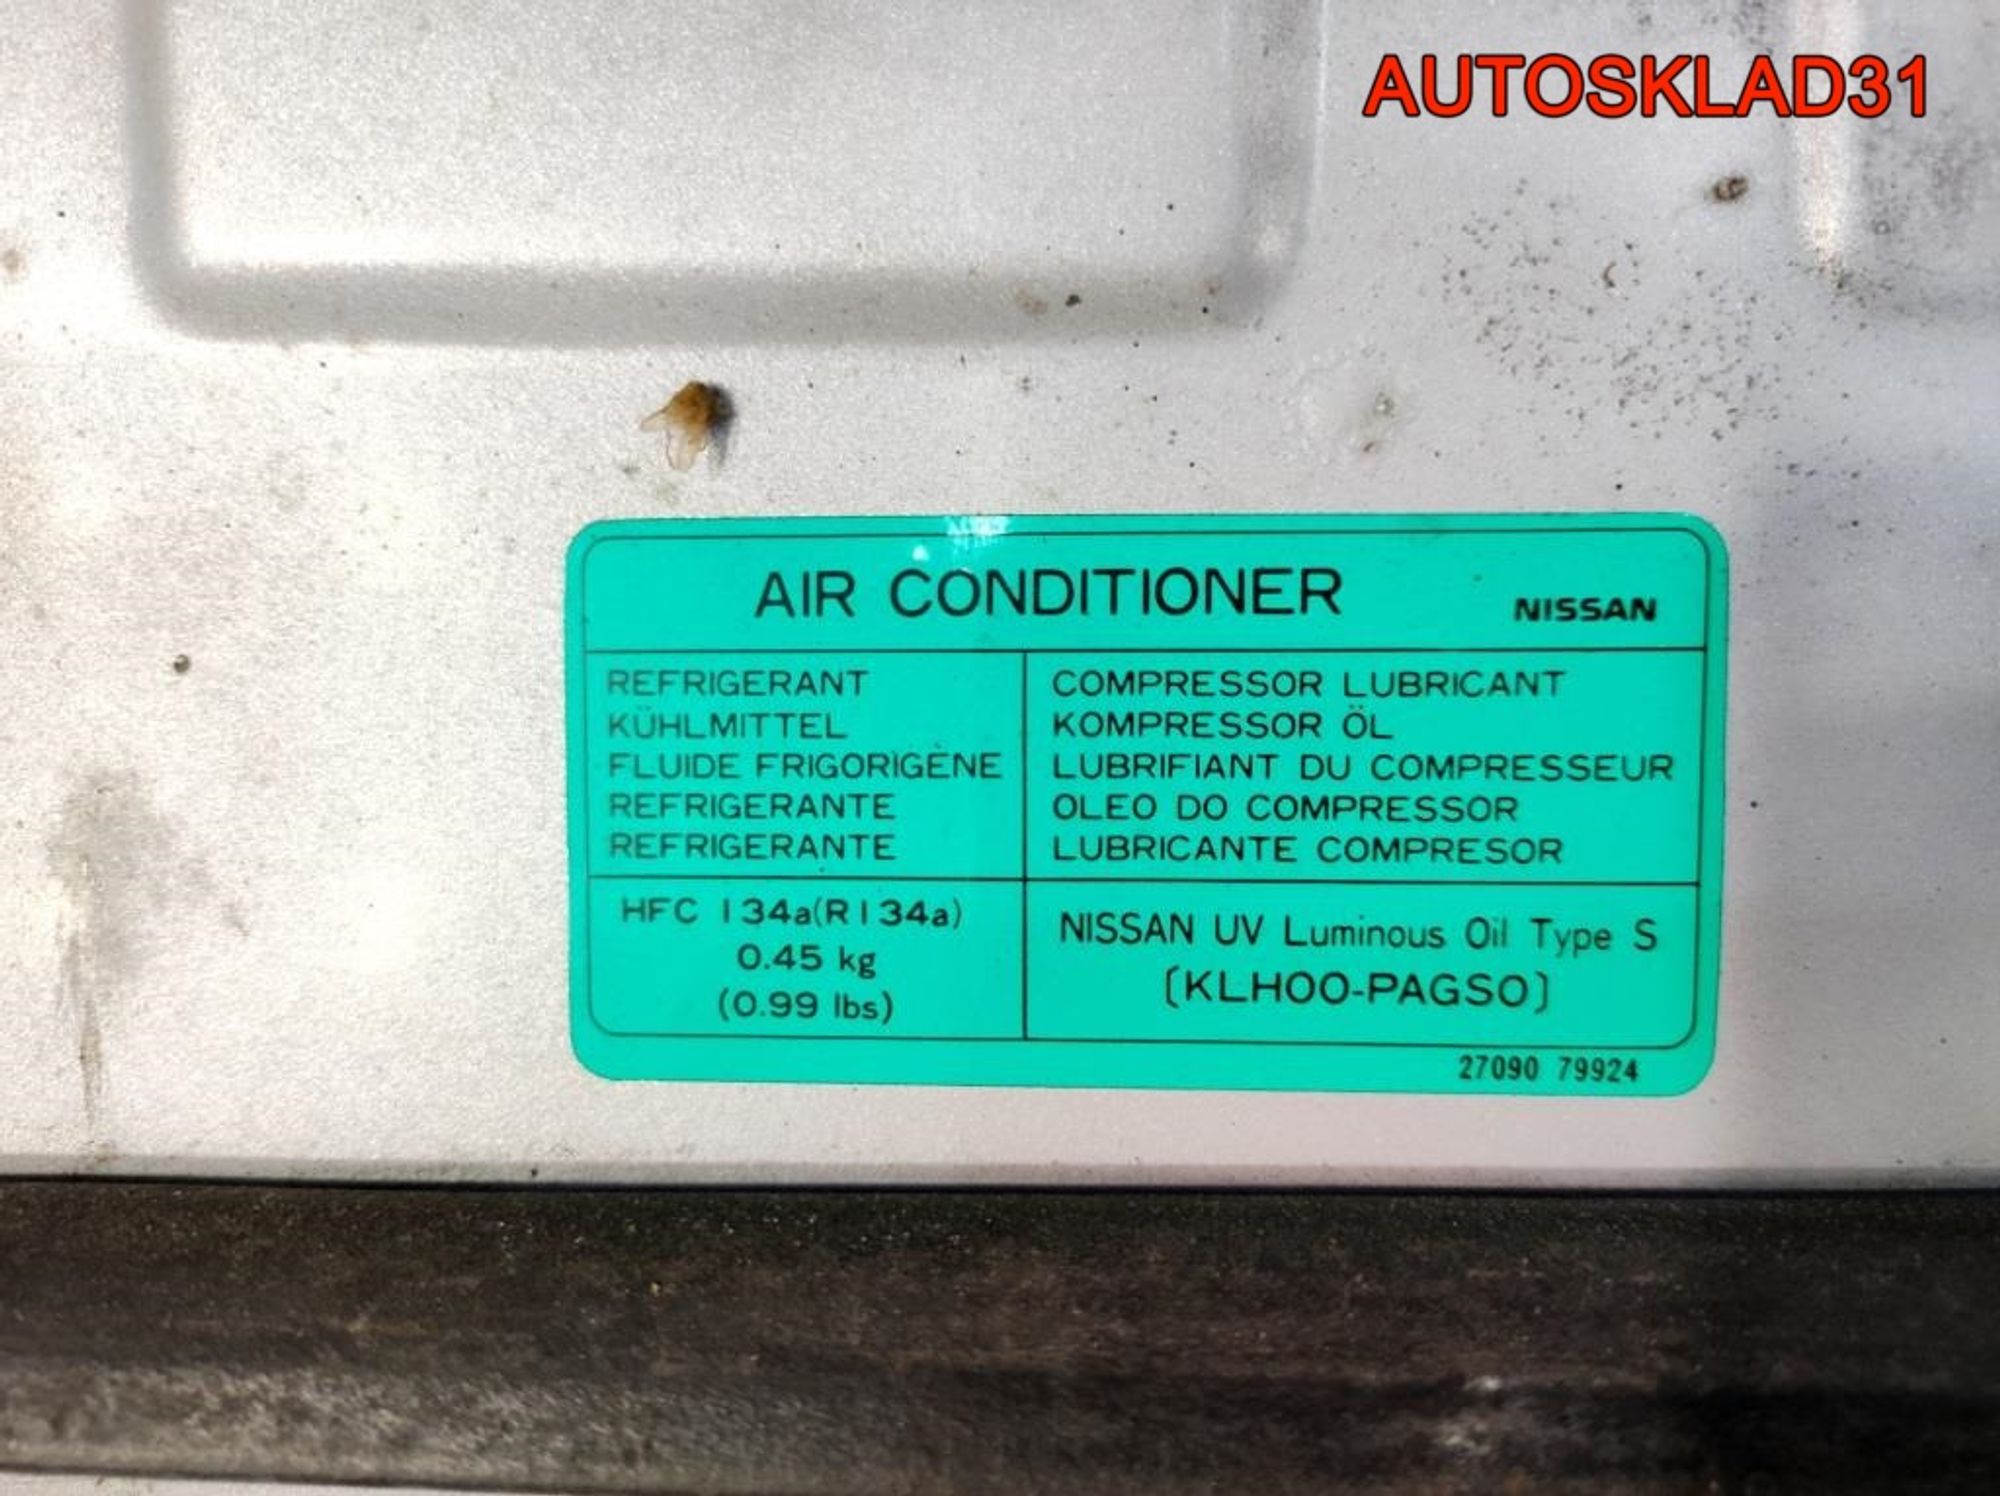 AUTOSKLAD31
AIR CONDITIONER NISSAN
REFRIGERANT
KÜHLMITTEL
FLUIDE FRIGORIGÈNE
REFRIGERANTE
REFRIGERANTE
COMPRESSOR LUBRICANT
KOMPRESSOR ÖL
LUBRIFIANT DU COMPRESSEUR
OLEO DO COMPRESSOR
LUBRICANTE COMPRESOR
HFC 134a(R134a)
0.45 kg
(0.99 lbs)
NISSAN UV Luminous Oil Type S
[KLH00-PAGS0]
27090 79924